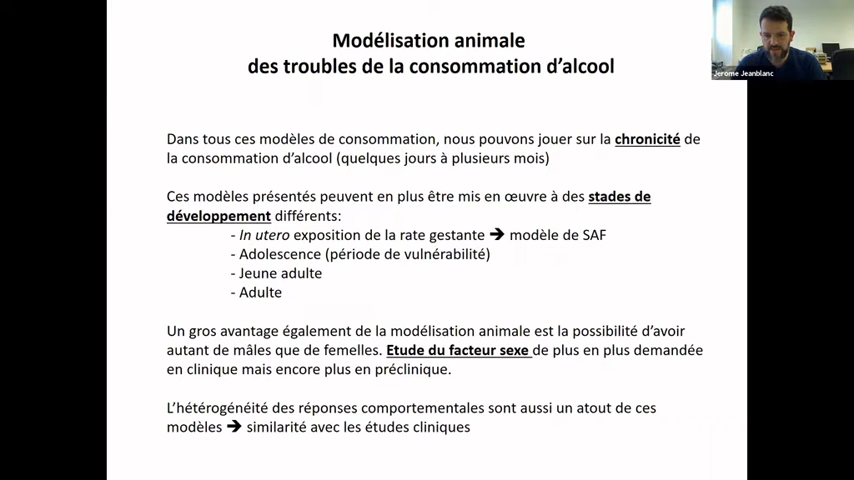 Modélisation animale
des troubles de la consommation d'alcool
Jerome Jeanblanc
Dans tous ces modèles de consommation, nous pouvons jouer sur la chronicité de
la consommation d'alcool (quelques jours à plusieurs mois)
Ces modèles présentés peuvent en plus être mis en œuvre à des stades de
développement différents:
- In utero exposition de la rate gestante ➔ modèle de SAF
- Adolescence (période de vulnérabilité)
- Jeune adulte
- Adulte
Un gros avantage également de la modélisation animale est la possibilité d'avoir
autant de mâles que de femelles. Etude du facteur sexe de plus en plus demandée
en clinique mais encore plus en préclinique.
L'hétérogénéité des réponses comportementales sont aussi un atout de ces
modèles ➔ similarité avec les études cliniques